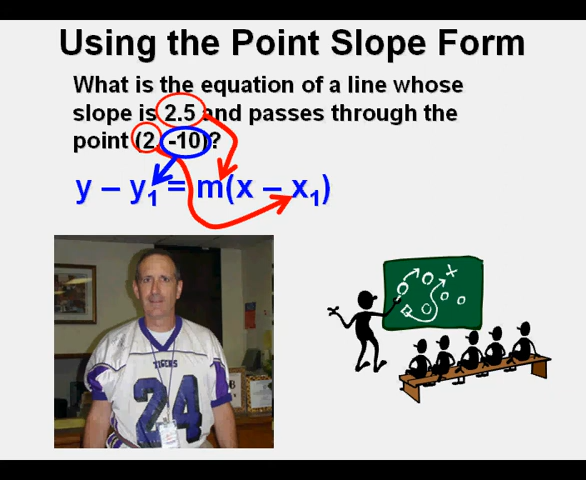 Using the Point Slope Form
What is the equation of a line whose
slope is 2.5 and passes through the
point (2, -10)?
y – y₁ = m(x – x₁)
TIGERS
24